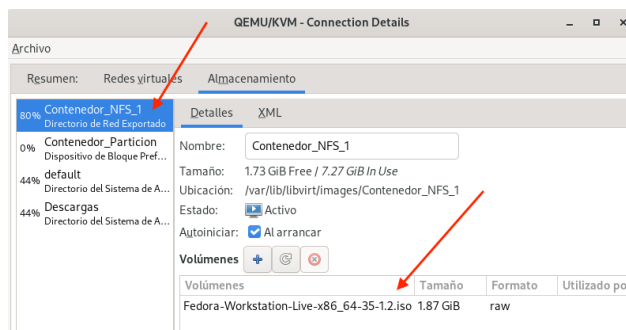 QEMU/KVM - Connection Details
Archivo
Resumen: Redes virtuales Almacenamiento
80% Contenedor_NFS_1
Directorio de Red Exportado
0% Contenedor_Particion
Dispositivo de Bloque Pref...
44% default
Directorio del Sistema de A...
44% Descargas
Directorio del Sistema de A...
Detalles XML
Nombre: Contenedor_NFS_1
Tamaño: 1.73 GiB Free / 7.27 GiB In Use
Ubicación: /var/lib/libvirt/images/Contenedor_NFS_1
Estado: Activo
Autoiniciar: Al arrancar
Volúmenes
Volúmenes Tamaño Formato Utilizado po
Fedora-Workstation-Live-x86_64-35-1.2.iso 1.87 GiB raw